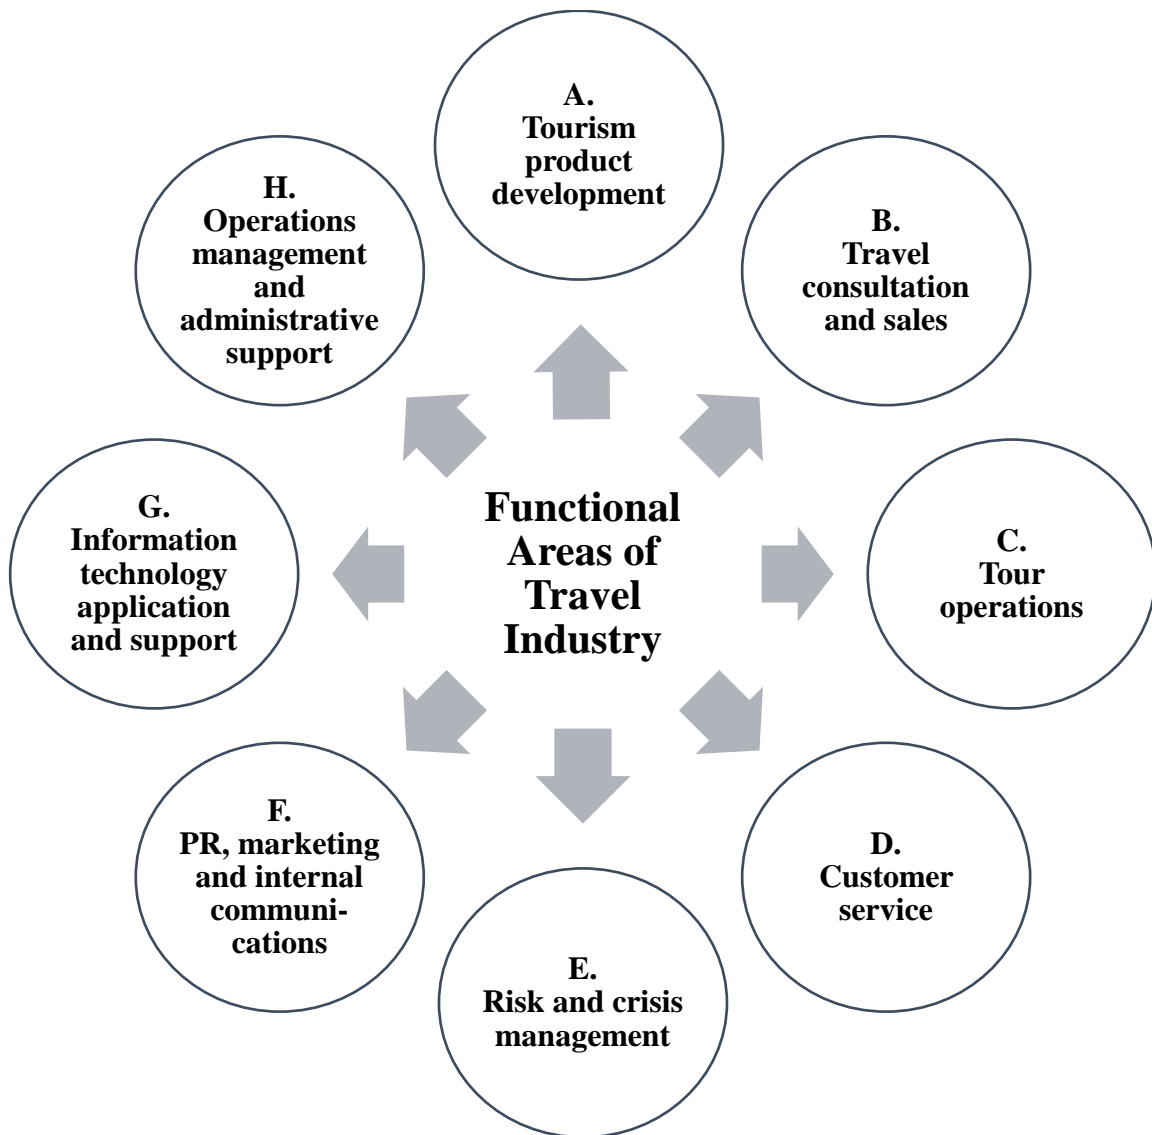 A.
Tourism
product
development
B.
Travel
consultation
and sales
C.
Tour
operations
D.
Customer
service
E.
Risk and crisis
management
F.
PR, marketing
and internal
communi-
cations
G.
Information
technology
application
and support
H.
Operations
management
and
administrative
support
Functional
Areas of
Travel
Industry